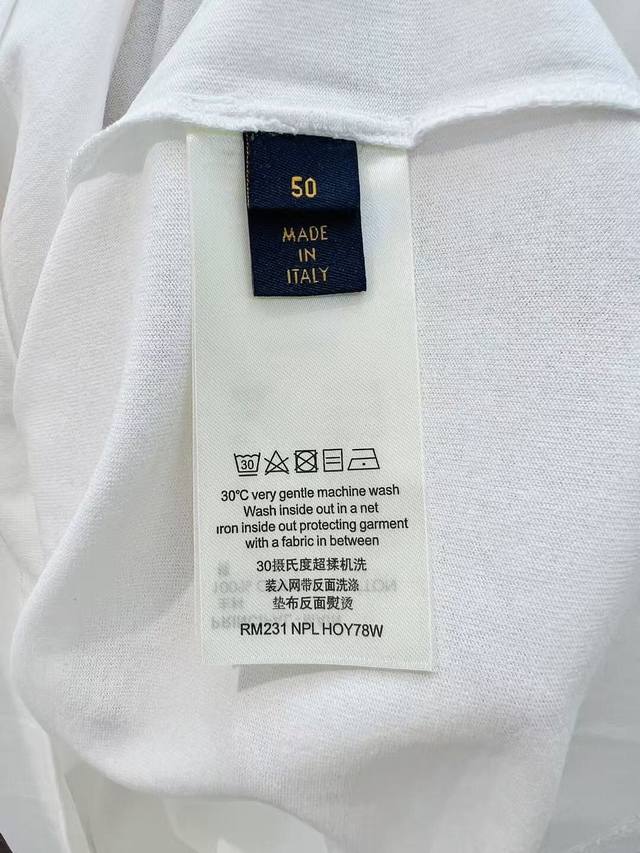 50
MADE
IN
ITALY
30
30℃ very gentle machine wash
Wash inside out in a net
iron inside out protecting garment
with a fabric in between
30摄氏度超揉机洗
装入网带反面洗涤
垫布反面熨烫
RM231 NPL HOY78W